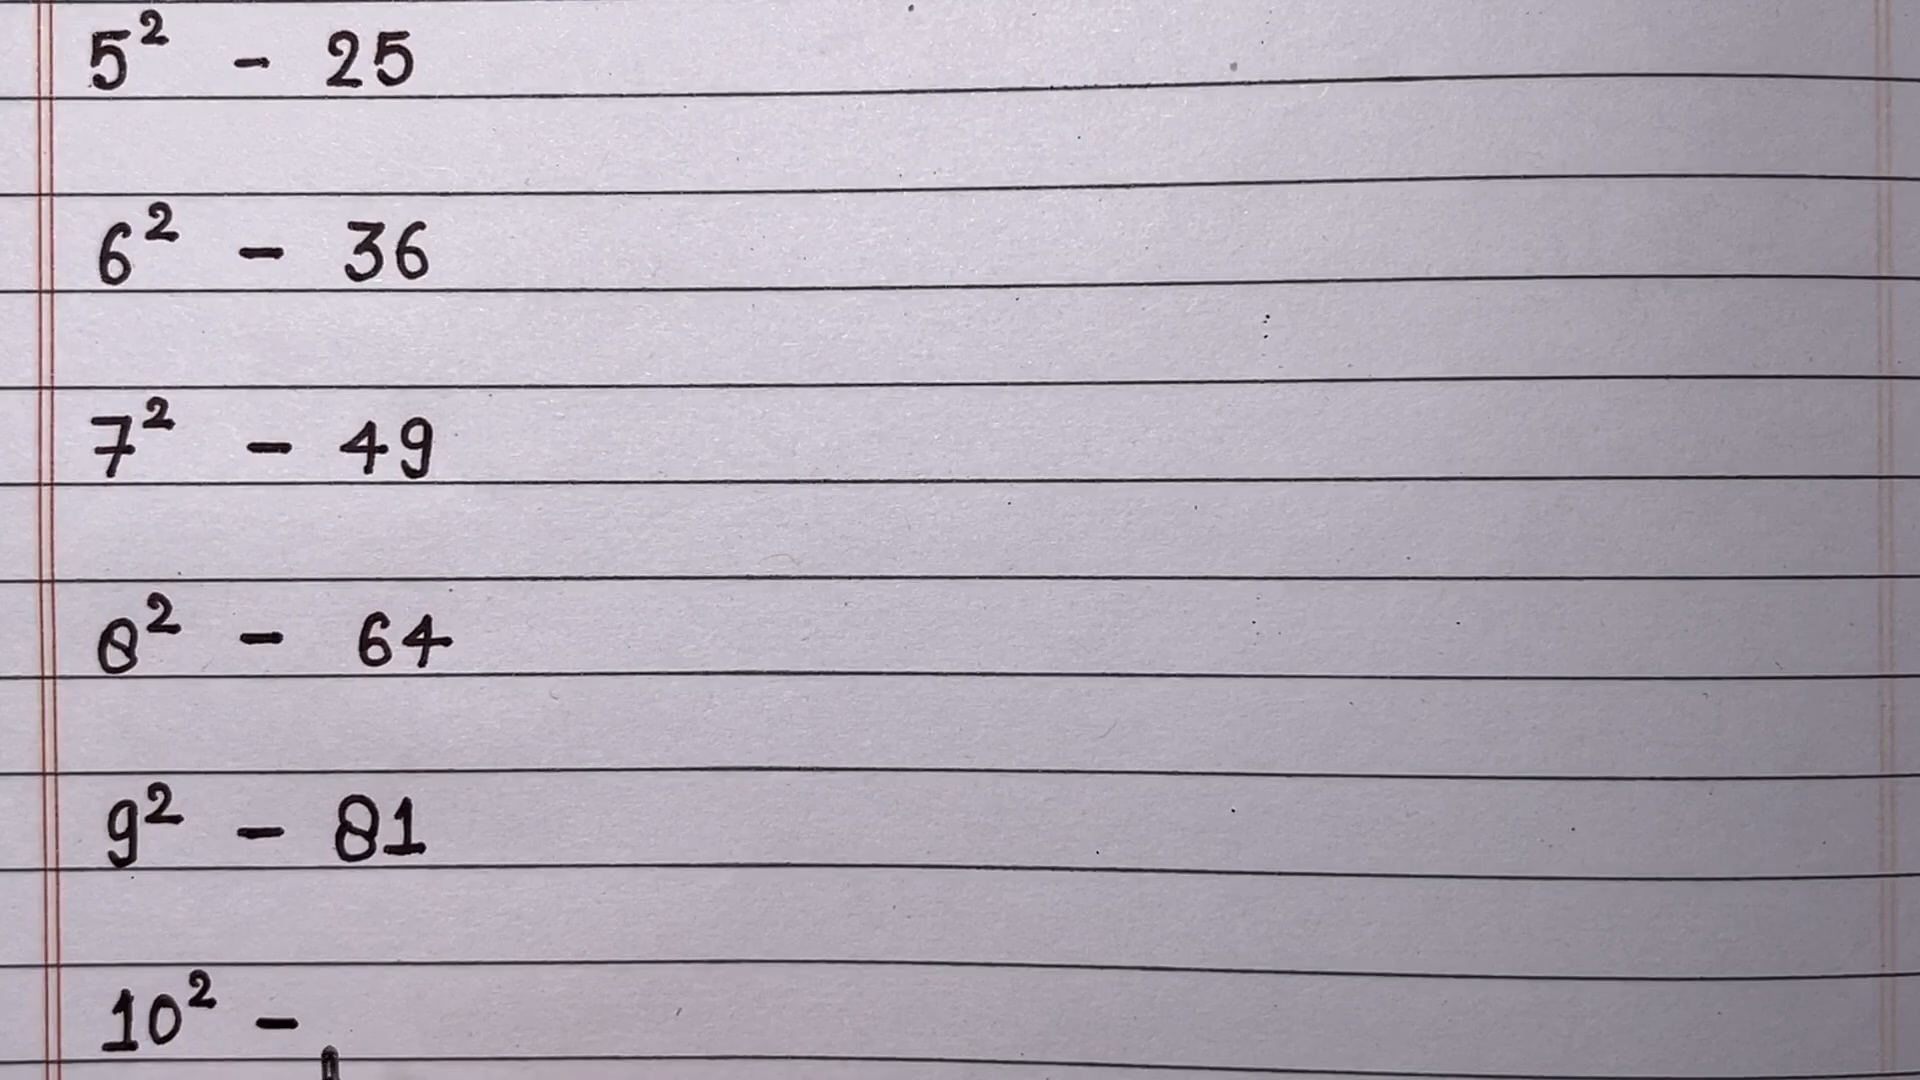 5² - 25
6² - 36
7² - 49
8² - 64
9² - 81
10² -